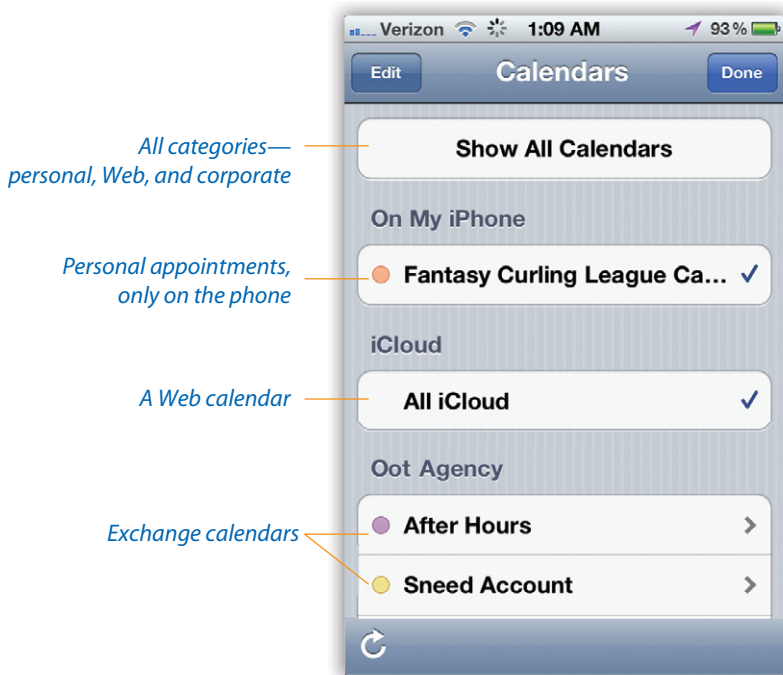 Verizon 1:09 AM 93%
Edit Calendars Done
All categories—
personal, Web, and corporate
Show All Calendars
On My iPhone
Personal appointments,
only on the phone
Fantasy Curling League Ca...
iCloud
A Web calendar
All iCloud
Oot Agency
Exchange calendars
After Hours
Sneed Account